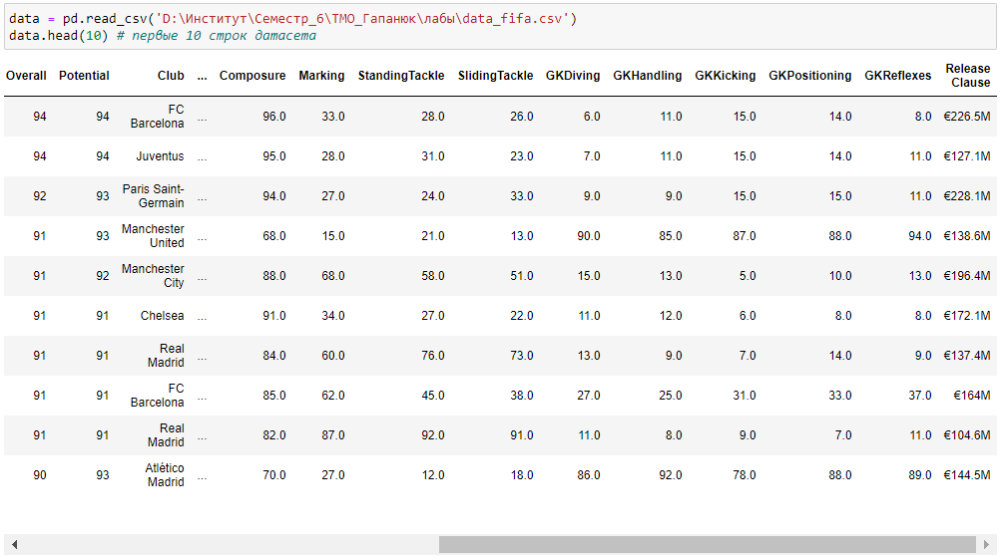 data = pd.read_csv('D:\Институт\Семестр_6\ТМО_Гапанюк\лабы\data_fifa.csv')
data.head(10) # первые 10 строк датасета
Overall Potential Club ... Composure Marking StandingTackle SlidingTackle GKDiving GKHandling GKKicking GKPositioning GKReflexes Release Clause
94 94 FC Barcelona ... 96.0 33.0 28.0 26.0 6.0 11.0 15.0 14.0 8.0 €226.5M
94 94 Juventus ... 95.0 28.0 31.0 23.0 7.0 11.0 15.0 14.0 11.0 €127.1M
92 93 Paris Saint-Germain ... 94.0 27.0 24.0 33.0 9.0 9.0 15.0 15.0 11.0 €228.1M
91 93 Manchester United ... 68.0 15.0 21.0 13.0 90.0 85.0 87.0 88.0 94.0 €138.6M
91 92 Manchester City ... 88.0 68.0 58.0 51.0 15.0 13.0 5.0 10.0 13.0 €196.4M
91 91 Chelsea ... 91.0 34.0 27.0 22.0 11.0 12.0 6.0 8.0 8.0 €172.1M
91 91 Real Madrid ... 84.0 60.0 76.0 73.0 13.0 9.0 7.0 14.0 9.0 €137.4M
91 91 FC Barcelona ... 85.0 62.0 45.0 38.0 27.0 25.0 31.0 33.0 37.0 €164M
91 91 Real Madrid ... 82.0 87.0 92.0 91.0 11.0 8.0 9.0 7.0 11.0 €104.6M
90 93 Atlético Madrid ... 70.0 27.0 12.0 18.0 86.0 92.0 78.0 88.0 89.0 €144.5M